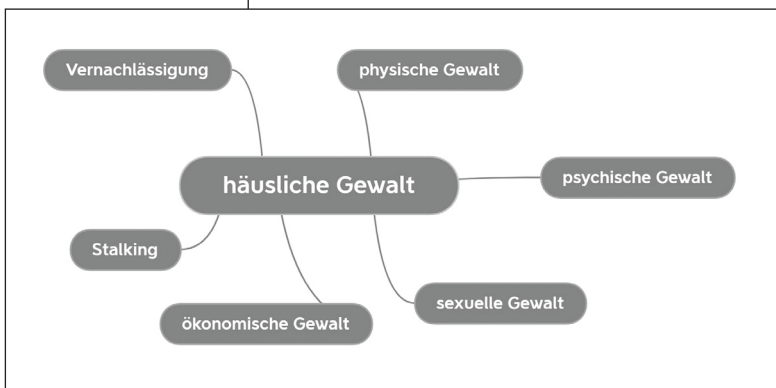 Vernachlässigung
physische Gewalt
häusliche Gewalt
psychische Gewalt
Stalking
sexuelle Gewalt
ökonomische Gewalt